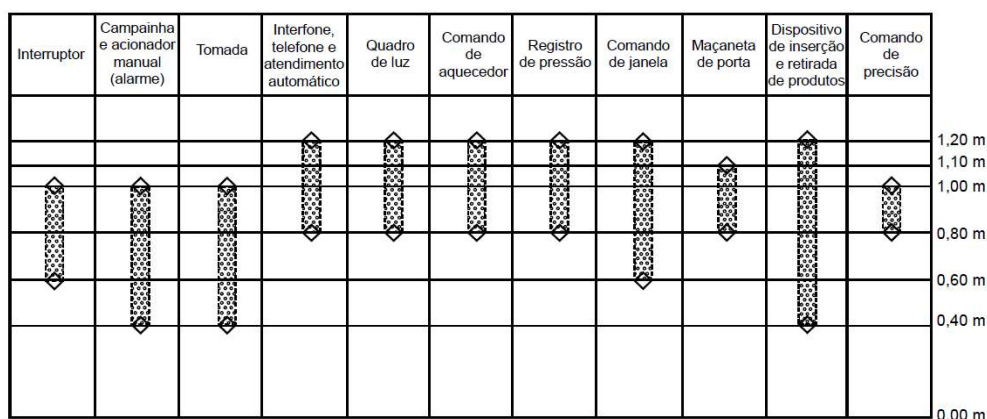 Interruptor
Campainha
e acionador
manual
(alarme)
Tomada
Interfone,
telefone e
atendimento
automático
Quadro
de luz
Comando
de
aquecedor
Registro
de pressão
Comando
de janela
Maçaneta
de porta
Dispositivo
de inserção
e retirada
de produtos
Comando
de
precisão
1,20 m
1,10 m
1,00 m
0,80 m
0,60 m
0,40 m
0,00 m